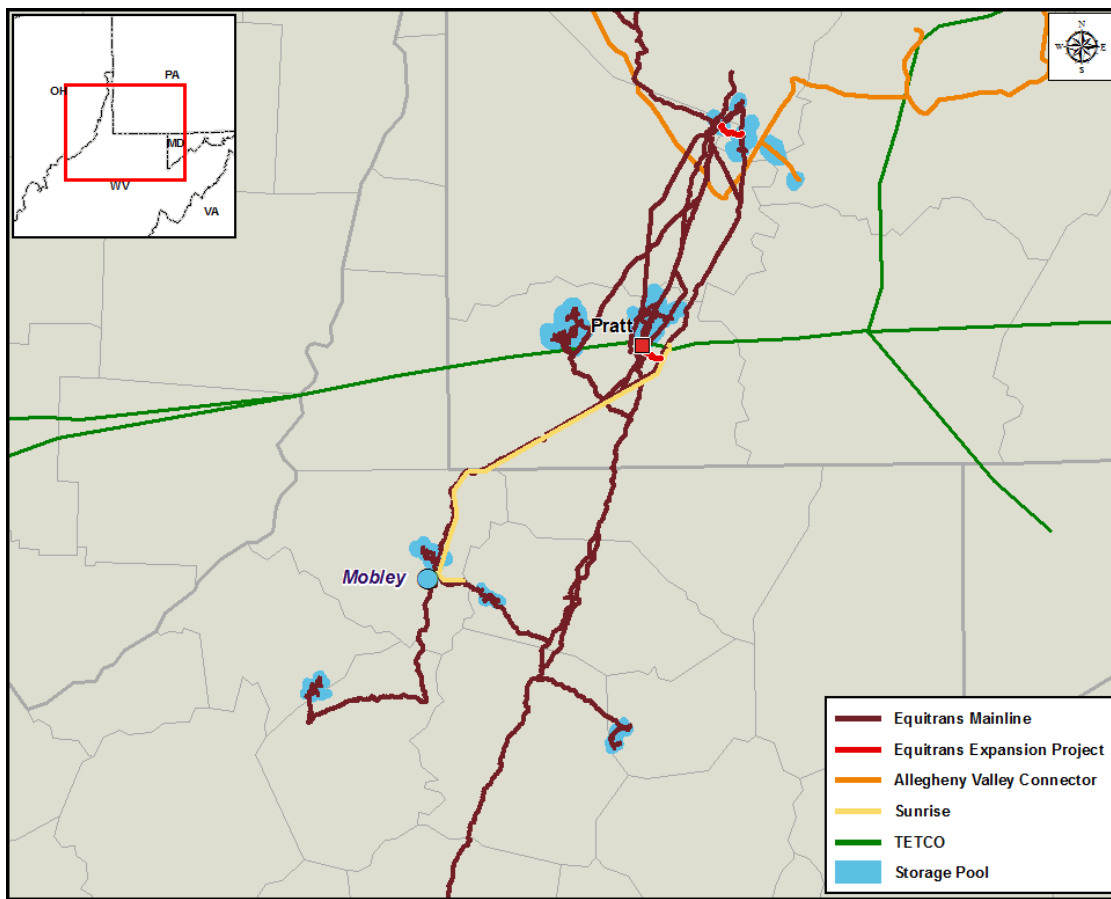 PA
OH
MD
WV
VA
N
W
E
S
Pratt
Mobley
Equitrans Mainline
Equitrans Expansion Project
Allegheny Valley Connector
Sunrise
TETCO
Storage Pool